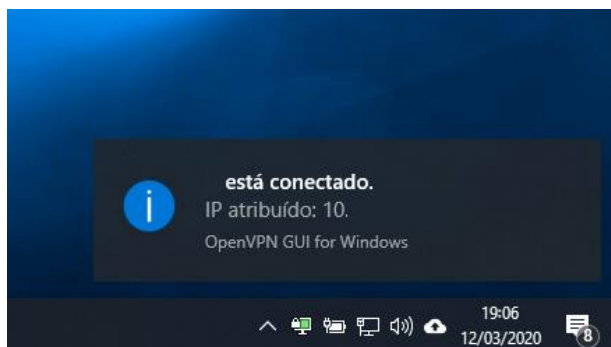 está conectado.
IP atribuído: 10.
OpenVPN GUI for Windows
19:06
12/03/2020
8